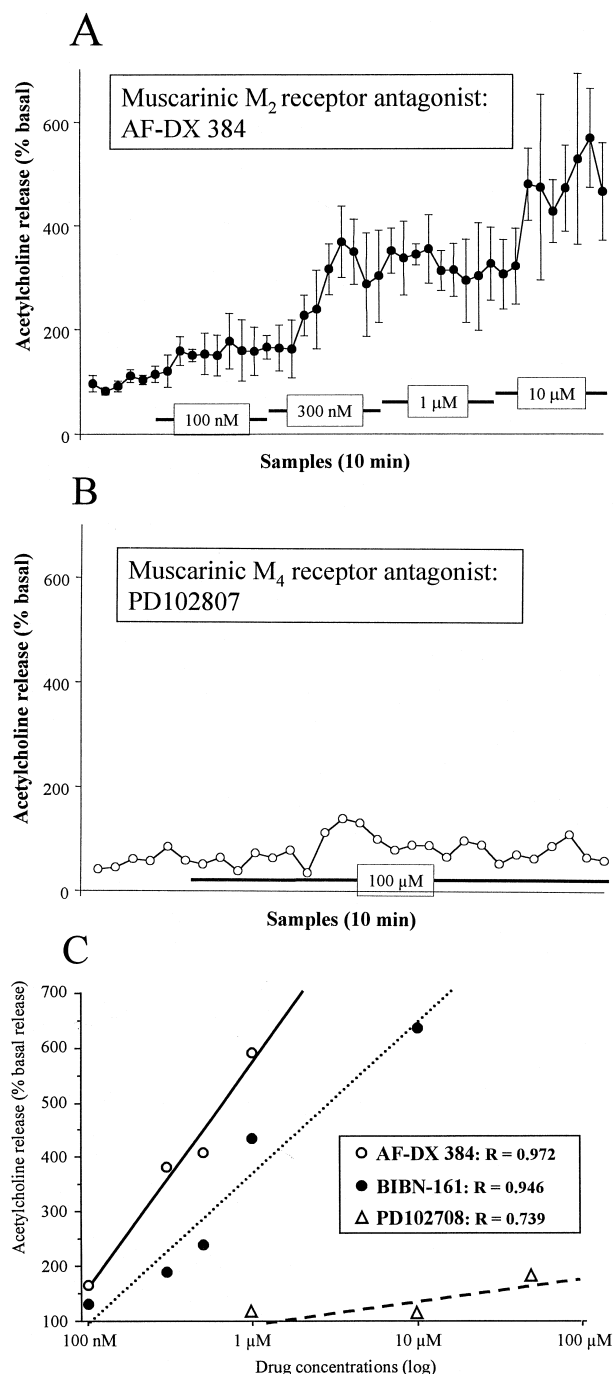 A
Acetylcholine release (% basal)
600
400
200
0
Muscarinic M₂ receptor antagonist:
AF-DX 384
100 nM
300 nM
1 μM
10 μM
Samples (10 min)
B
Acetylcholine release (% basal)
600
400
200
0
Muscarinic M₄ receptor antagonist:
PD102807
100 μM
Samples (10 min)
C
Acetylcholine release (% basal release)
700
600
500
400
300
200
100
AF-DX 384: R = 0.972
BIBN-161: R = 0.946
PD102708: R = 0.739
100 nM
1 μM
10 μM
100 μM
Drug concentrations (log)